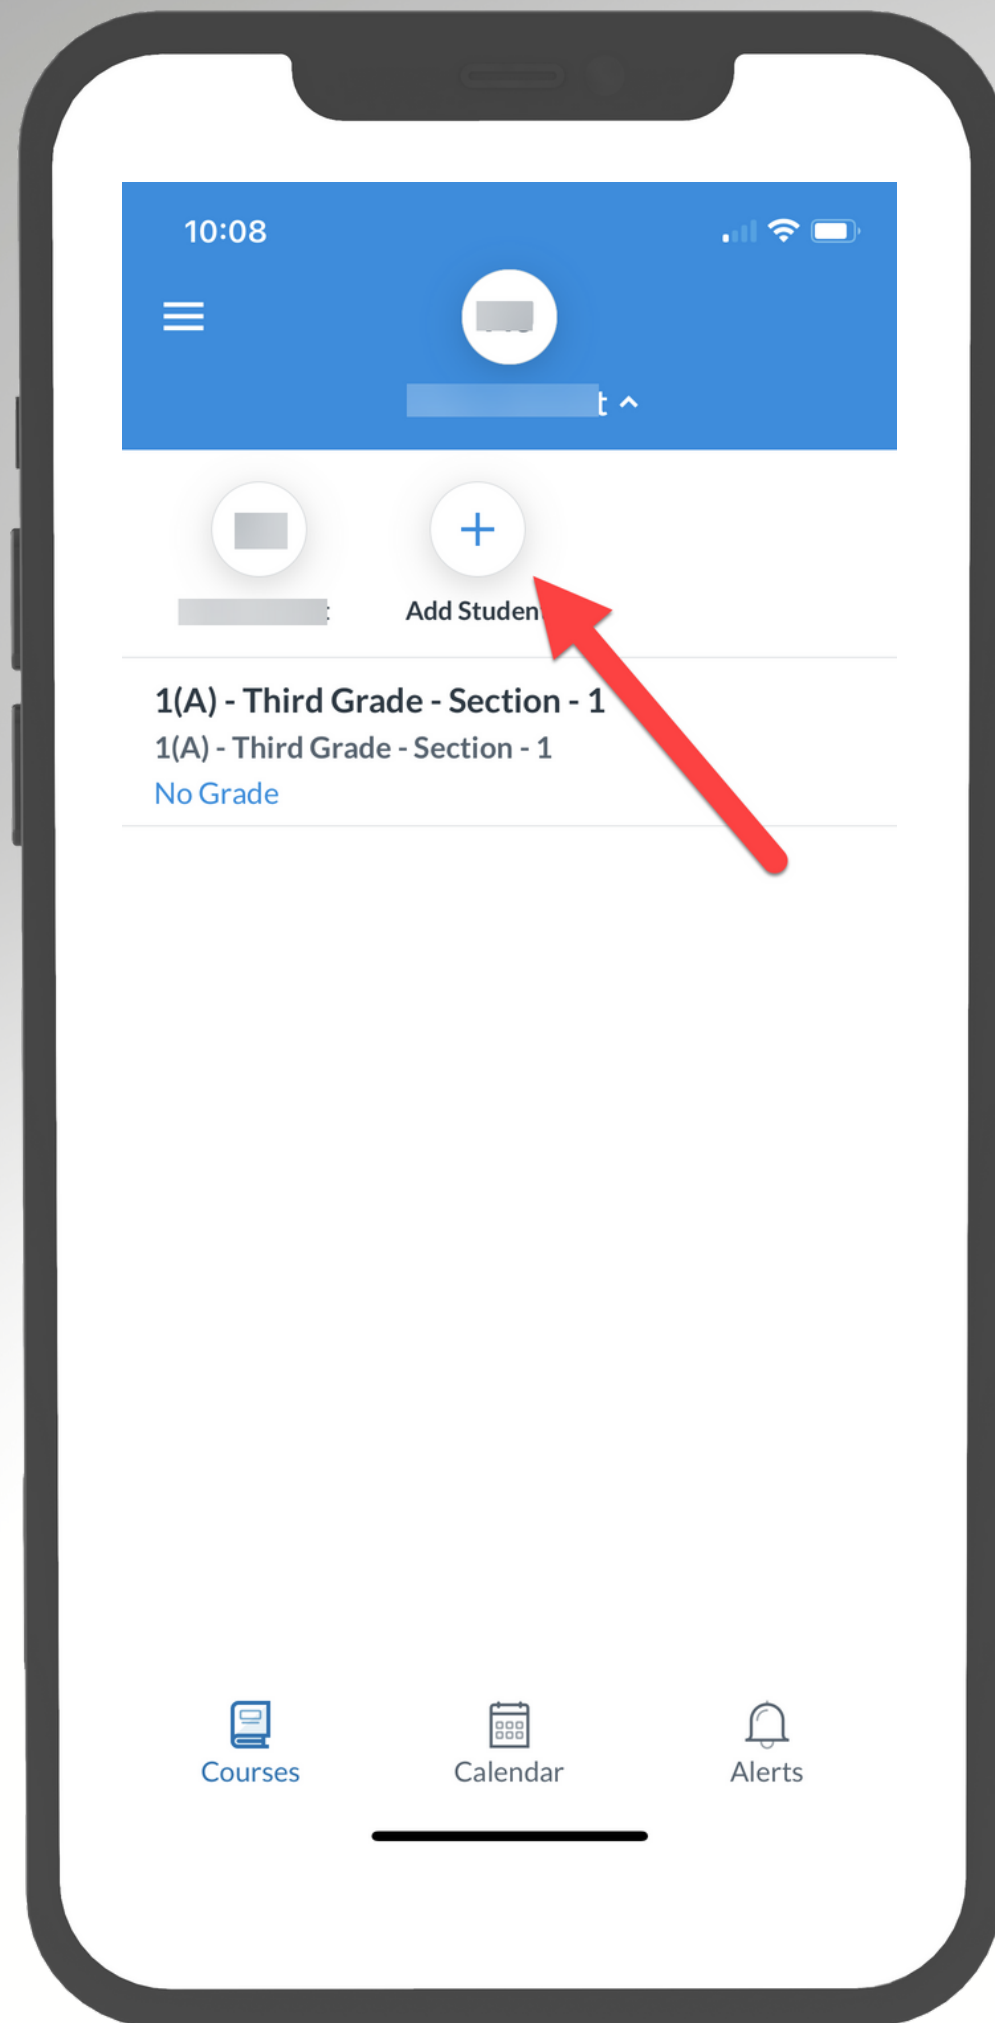 10:08
t
Add Studen
1(A) - Third Grade - Section - 1
1(A) - Third Grade - Section - 1
No Grade
Courses
Calendar
Alerts